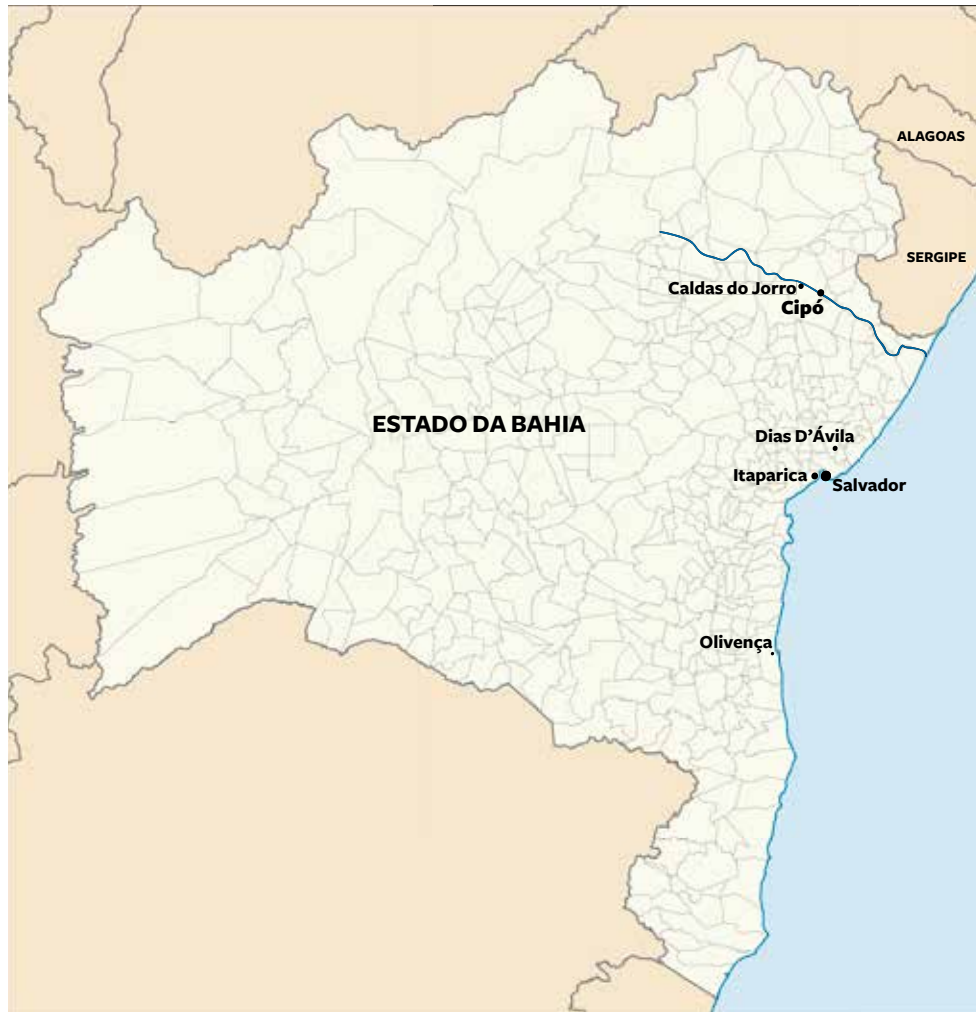 ALAGOAS
SERGIPE
Caldas do Jorro
Cipó
ESTADO DA BAHIA
Dias D’Ávila
Itaparica
Salvador
Olivença